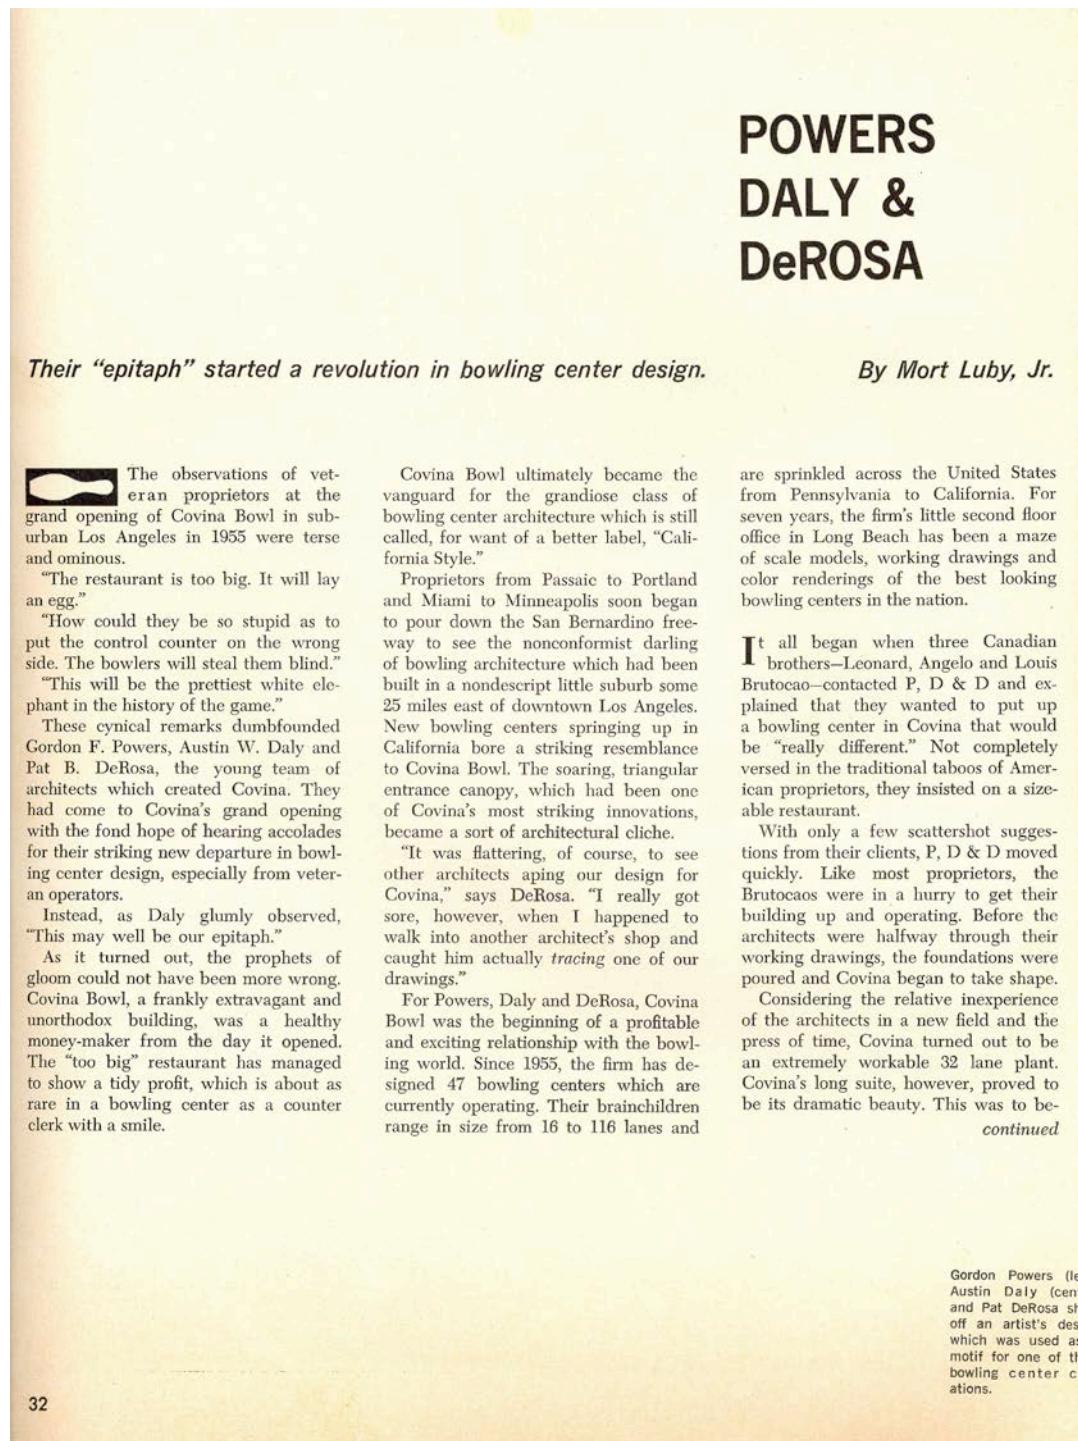 POWERS
DALY &
DeROSA
Their “epitaph” started a revolution in bowling center design.
By Mort Luby, Jr.
The observations of vet-
eran proprietors at the
grand opening of Covina Bowl in sub-
urban Los Angeles in 1955 were terse
and ominous.
“The restaurant is too big. It will lay
an egg.”
“How could they be so stupid as to
put the control counter on the wrong
side. The bowlers will steal them blind.”
“This will be the prettiest white ele-
phant in the history of the game.”
These cynical remarks dumbfounded
Gordon F. Powers, Austin W. Daly and
Pat B. DeRosa, the young team of
architects which created Covina. They
had come to Covina’s grand opening
with the fond hope of hearing accolades
for their striking new departure in bowl-
ing center design, especially from veter-
an operators.
Instead, as Daly glumly observed,
“This may well be our epitaph.”
As it turned out, the prophets of
gloom could not have been more wrong.
Covina Bowl, a frankly extravagant and
unorthodox building, was a healthy
money-maker from the day it opened.
The “too big” restaurant has managed
to show a tidy profit, which is about as
rare in a bowling center as a counter
clerk with a smile.
Covina Bowl ultimately became the
vanguard for the grandiose class of
bowling center architecture which is still
called, for want of a better label, “Cali-
fornia Style.”
Proprietors from Passaic to Portland
and Miami to Minneapolis soon began
to pour down the San Bernardino free-
way to see the nonconformist darling
of bowling architecture which had been
built in a nondescript little suburb some
25 miles east of downtown Los Angeles.
New bowling centers springing up in
California bore a striking resemblance
to Covina Bowl. The soaring, triangular
entrance canopy, which had been one
of Covina’s most striking innovations,
became a sort of architectural cliche.
“It was flattering, of course, to see
other architects aping our design for
Covina,” says DeRosa. “I really got
sore, however, when I happened to
walk into another architect’s shop and
caught him actually tracing one of our
drawings.”
For Powers, Daly and DeRosa, Covina
Bowl was the beginning of a profitable
and exciting relationship with the bowl-
ing world. Since 1955, the firm has de-
signed 47 bowling centers which are
currently operating. Their brainchildren
range in size from 16 to 116 lanes and
are sprinkled across the United States
from Pennsylvania to California. For
seven years, the firm’s little second floor
office in Long Beach has been a maze
of scale models, working drawings and
color renderings of the best looking
bowling centers in the nation.
It all began when three Canadian
brothers—Leonard, Angelo and Louis
Brutocao—contacted P, D & D and ex-
plained that they wanted to put up
a bowling center in Covina that would
be “really different.” Not completely
versed in the traditional taboos of Amer-
ican proprietors, they insisted on a size-
able restaurant.
With only a few scattershot sugges-
tions from their clients, P, D & D moved
quickly. Like most proprietors, the
Brutocaos were in a hurry to get their
building up and operating. Before the
architects were halfway through their
working drawings, the foundations were
poured and Covina began to take shape.
Considering the relative inexperience
of the architects in a new field and the
press of time, Covina turned out to be
an extremely workable 32 lane plant.
Covina’s long suite, however, proved to
be its dramatic beauty. This was to be-
continued
Gordon Powers (le
Austin Daly (cen
and Pat DeRosa sh
off an artist's des
which was used as
motif for one of th
bowling center c
ations.
32